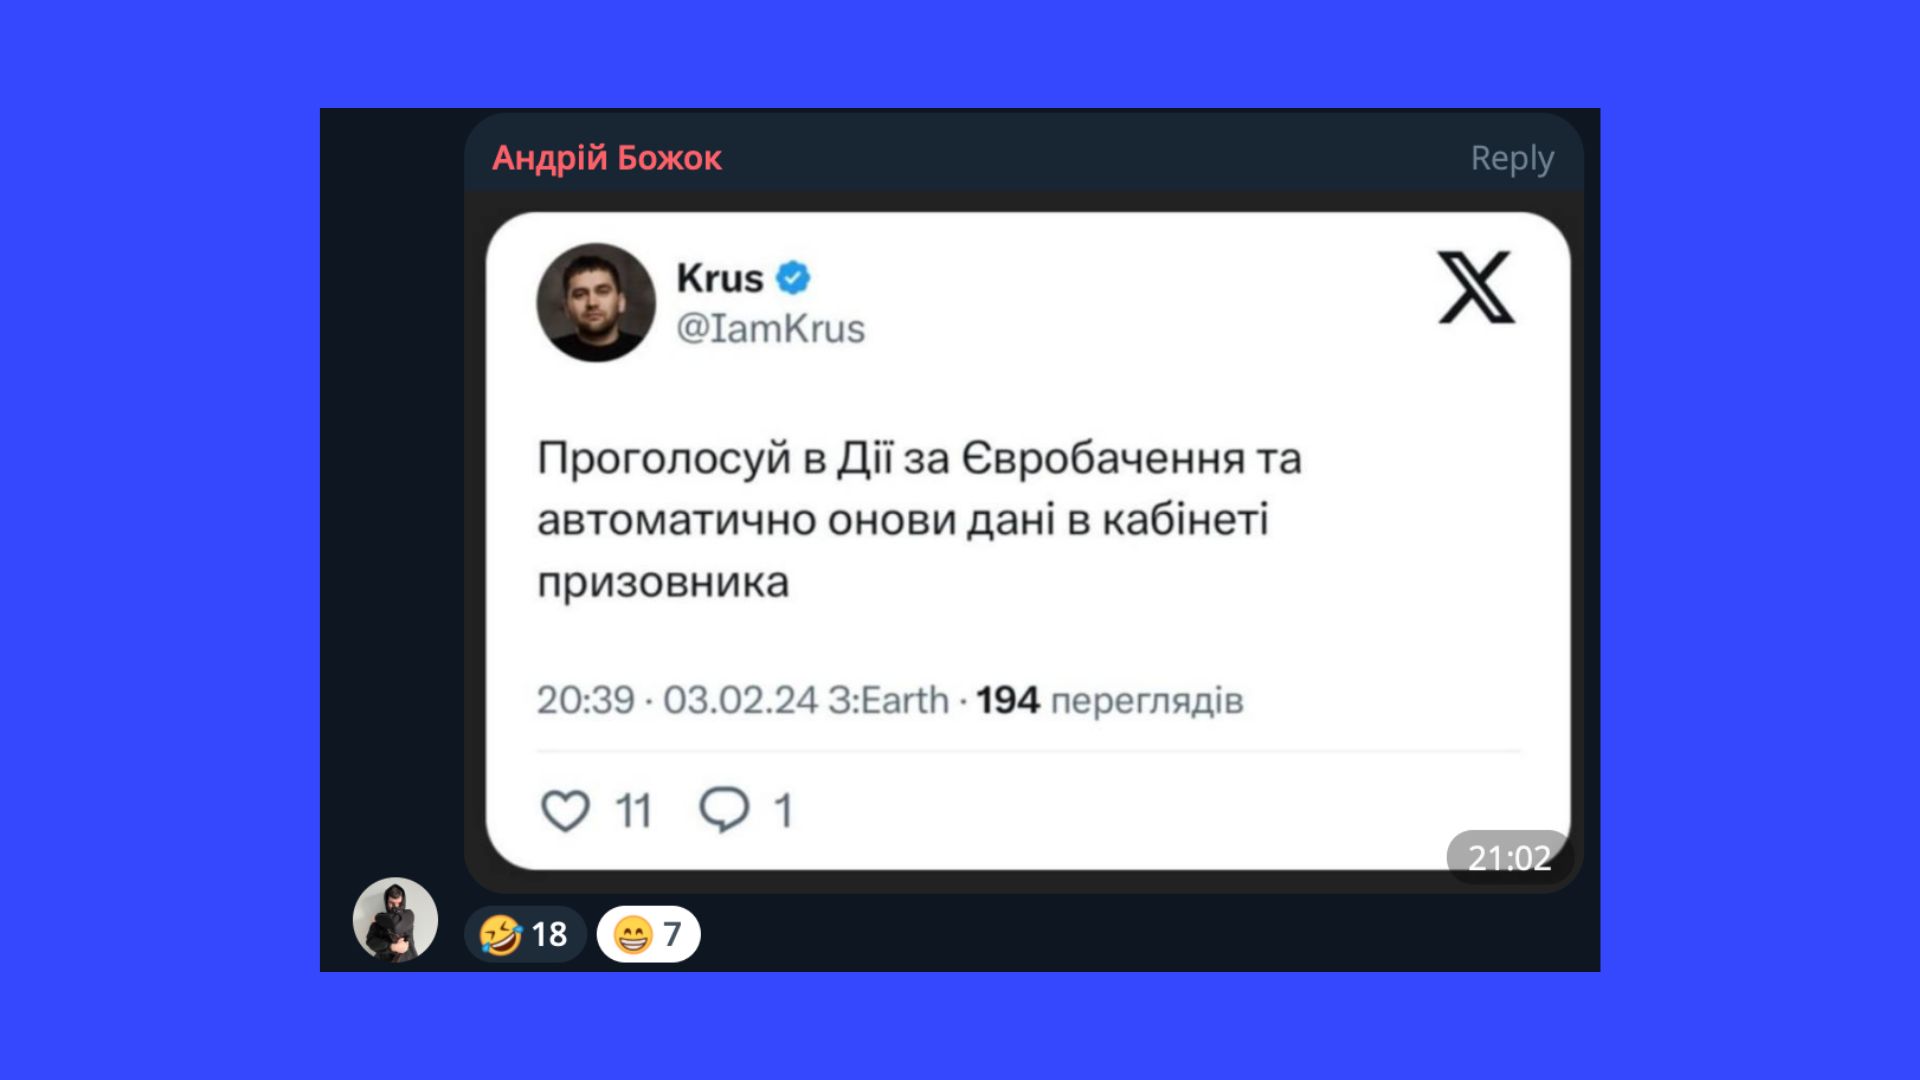 Андрій Божок Reply
Krus
@IamKrus
Проголосуй в Дії за Євробачення та
автоматично онови дані в кабінеті
призовника
20:39 · 03.02.24 З:Earth · 194 переглядів
11 1
21:02
🤣 18 😁 7